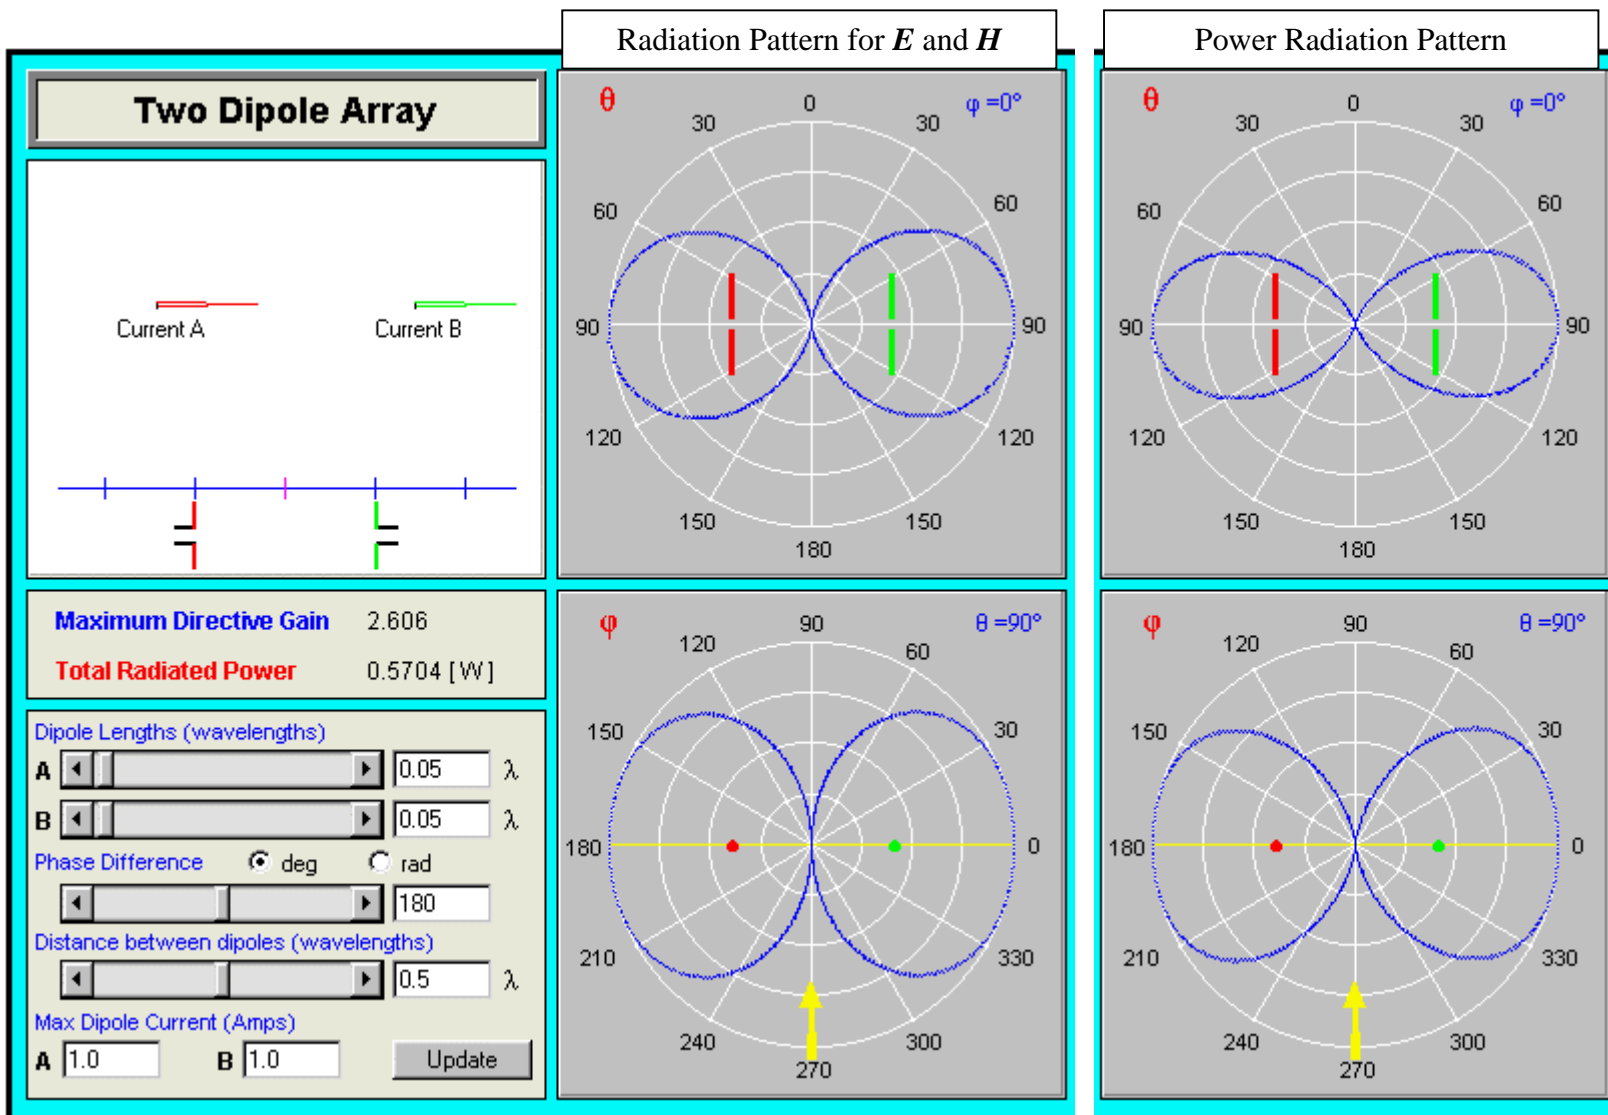 Radiation Pattern for E and H
Power Radiation Pattern
Two Dipole Array
Current A
Current B
θ
φ =0°
0
30
30
60
60
90
90
120
120
150
150
180
θ
φ =0°
0
30
30
60
60
90
90
120
120
150
150
180
Maximum Directive Gain 2.606
Total Radiated Power 0.5704 [W]
Dipole Lengths (wavelengths)
A 0.05 λ
B 0.05 λ
Phase Difference deg rad
180
Distance between dipoles (wavelengths)
0.5 λ
Max Dipole Current (Amps)
A 1.0 B 1.0 Update
φ
θ =90°
90
120
60
150
30
180
0
210
330
240
300
270
φ
θ =90°
90
120
60
150
30
180
0
210
330
240
300
270